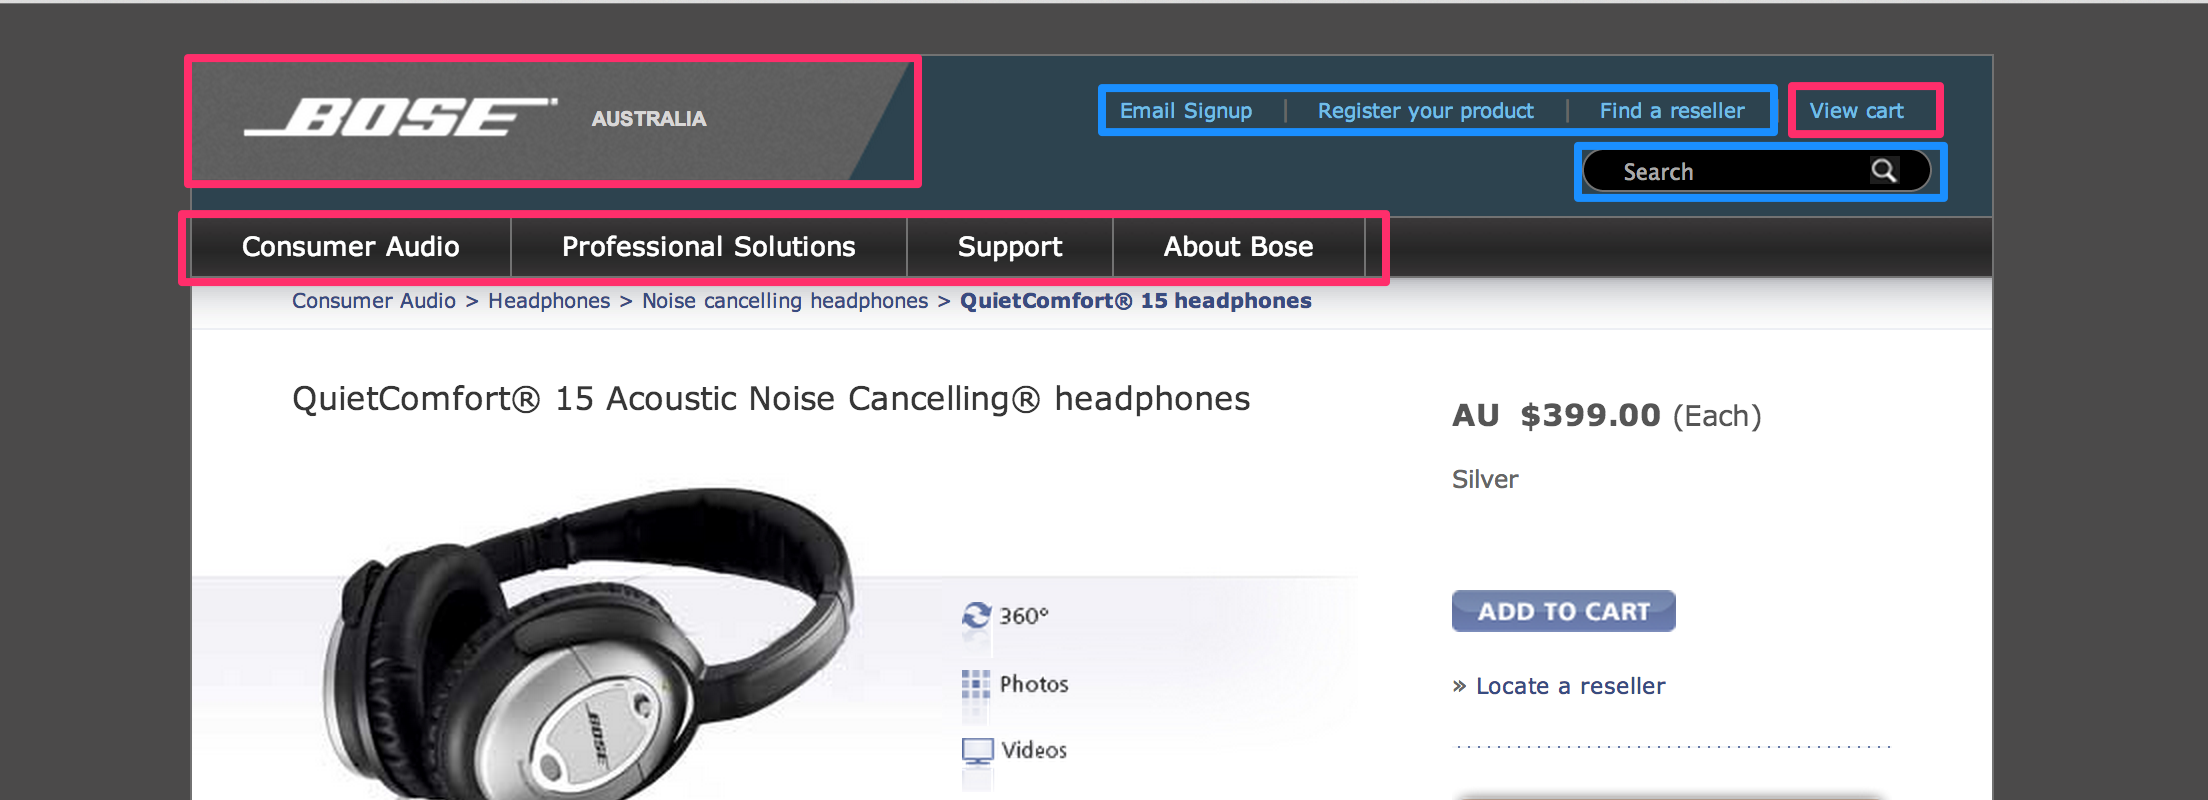 BOSE AUSTRALIA
Email Signup | Register your product | Find a reseller View cart
Search
Consumer Audio Professional Solutions Support About Bose
Consumer Audio > Headphones > Noise cancelling headphones > QuietComfort® 15 headphones
QuietComfort® 15 Acoustic Noise Cancelling® headphones
AU $399.00 (Each)
Silver
360°
ADD TO CART
Photos
» Locate a reseller
BOSE
Videos